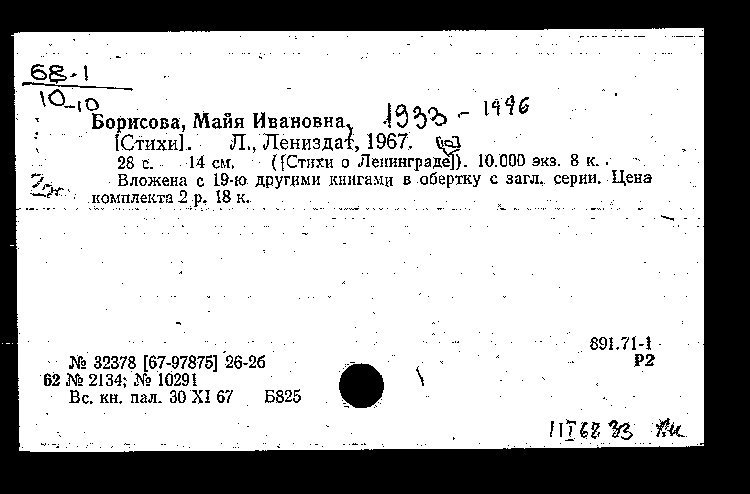 68-1
10-10
Борисова, Майя Ивановна, 1933 - 1996
[Стихи]. Л., Лениздат, 1967.
28 с. 14 см. ([Стихи о Ленинграде]). 10.000 экз. 8 к.
Вложена с 19-ю другими книгами в обертку с загл. серии. Цена
комплекта 2 р. 18 к.
891.71-1
Р2
№ 32378 [67-97875] 26-26
62 № 2134; № 10291
Вс. кн. пал. 30 XI 67 Б825